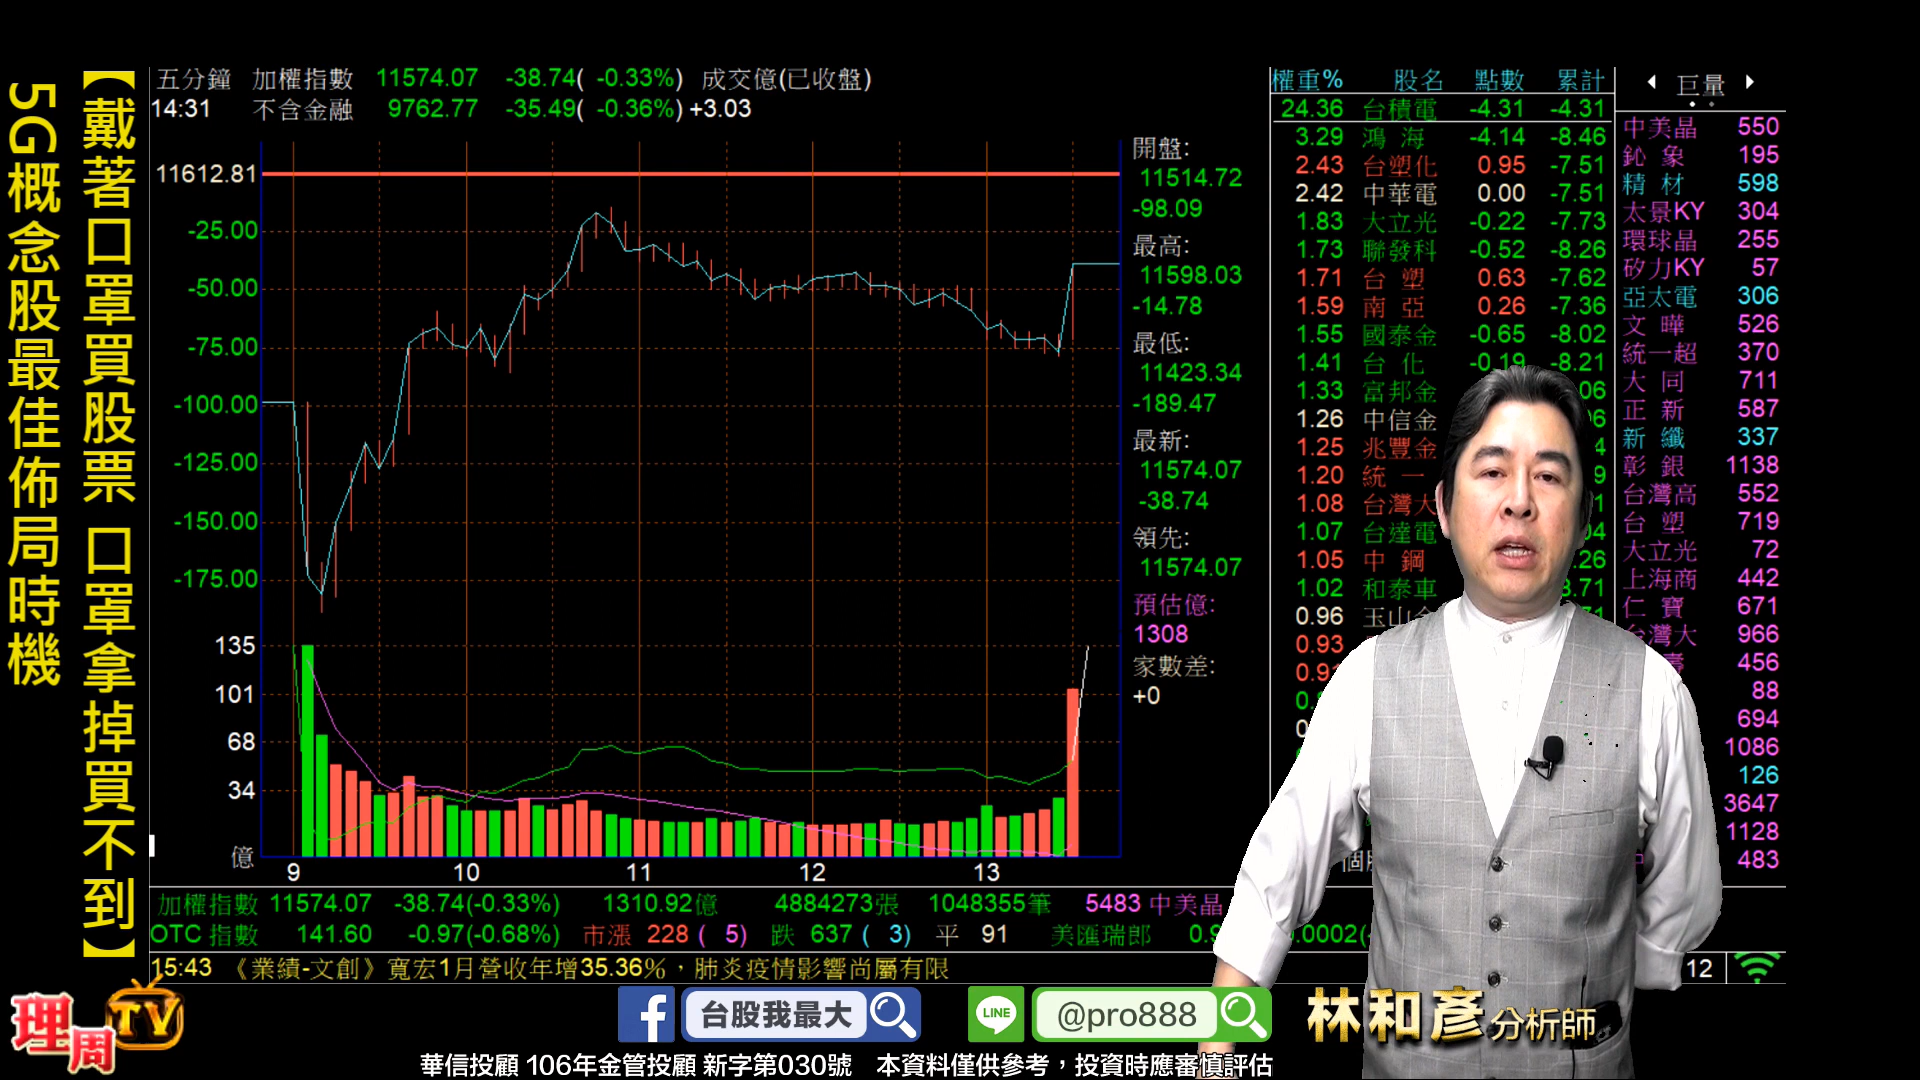 【戴著口罩買股票 口罩拿掉買不到】
5G概念股最佳佈局時機
五分鐘 加權指數 11574.07 -38.74( -0.33%) 成交億(已收盤)
14:31 不含金融 9762.77 -35.49( -0.36%) +3.03
11612.81
-25.00
-50.00
-75.00
-100.00
-125.00
-150.00
-175.00
135
101
68
34
億
9 10 11 12 13
開盤:
11514.72
-98.09
最高:
11598.03
-14.78
最低:
11423.34
-189.47
最新:
11574.07
-38.74
領先:
11574.07
預估億:
1308
家數差:
+0
權重% 股名 點數 累計
24.36 台積電 -4.31 -4.31
3.29 鴻 海 -4.14 -8.46
2.43 台塑化 0.95 -7.51
2.42 中華電 0.00 -7.51
1.83 大立光 -0.22 -7.73
1.73 聯發科 -0.52 -8.26
1.71 台 塑 0.63 -7.62
1.59 南 亞 0.26 -7.36
1.55 國泰金 -0.65 -8.02
1.41 台 化 -0.19 -8.21
1.33 富邦金
1.26 中信金
1.25 兆豐金
1.20 統 一
1.08 台灣大
1.07 台達電
1.05 中 鋼
1.02 和泰車
0.96 玉山金
0.93
巨量
中美晶 550
鈊 象 195
精 材 598
太景KY 304
環球晶 255
矽力KY 57
亞太電 306
文 曄 526
統一超 370
大 同 711
正 新 587
新 纖 337
彰 銀 1138
台灣高 552
台 塑 719
大立光 72
上海商 442
仁 寶 671
台灣大 966
456
88
694
1086
126
3647
1128
483
加權指數 11574.07 -38.74(-0.33%) 1310.92億 4884273張 1048355筆 5483 中美晶
OTC 指數 141.60 -0.97(-0.68%) 市漲 228 ( 5) 跌 637 ( 3) 平 91 美匯瑞郎
15:43 《業績-文創》寬宏1月營收年增35.36%，肺炎疫情影響尚屬有限
12
理周TV
台股我最大
LINE
@pro888
林和彥 分析師
華信投顧 106年金管投顧 新字第030號 本資料僅供參考，投資時應審慎評估